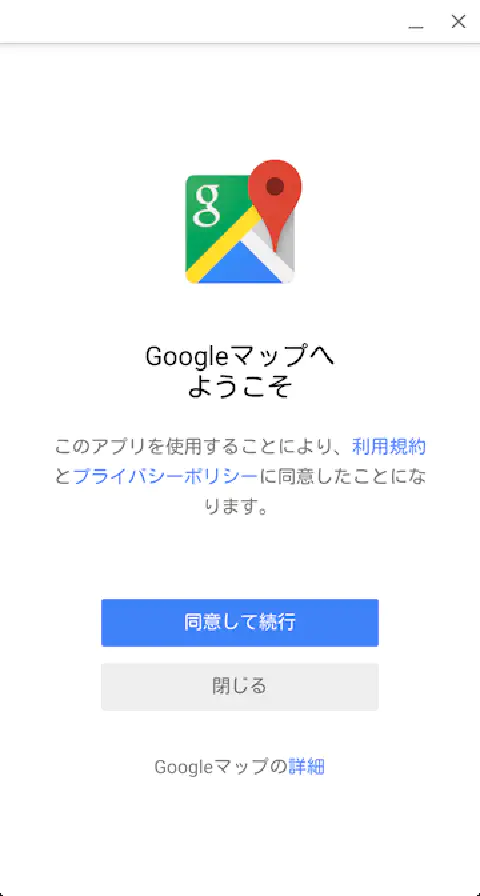 g
Googleマップへ
ようこそ
このアプリを使用することにより、利用規約
とプライバシーポリシーに同意したことにな
ります。
同意して続行
閉じる
Googleマップの詳細